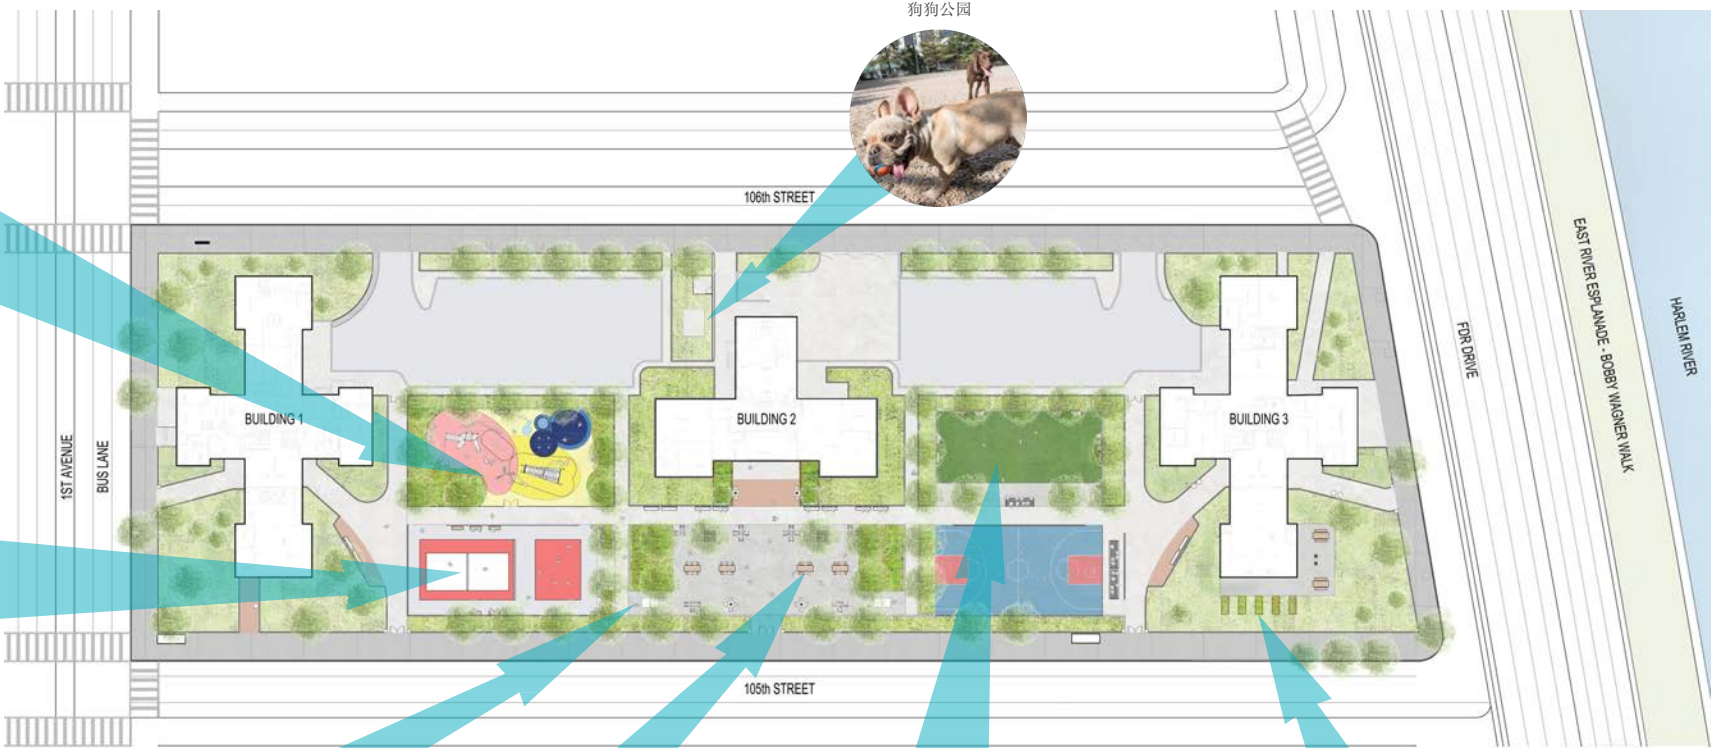 狗狗公园
106th STREET
BUILDING 1
BUILDING 2
BUILDING 3
1ST AVENUE
BUS LANE
FDR DRIVE
EAST RIVER ESPLANADE - BOBBY WAGNER WALK
HARLEM RIVER
105th STREET